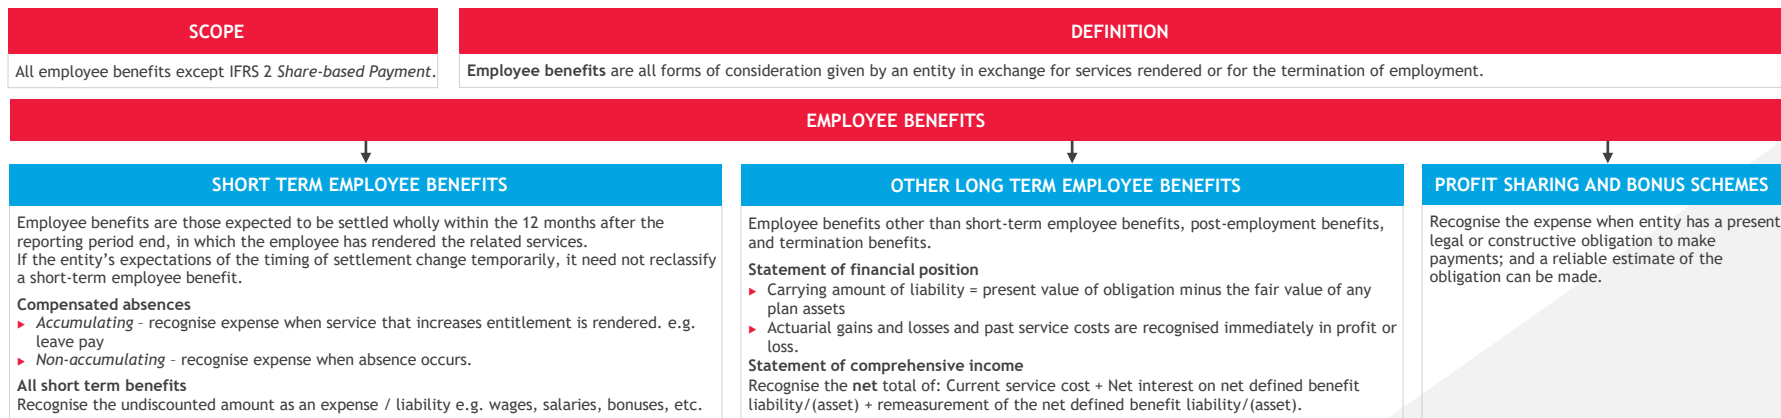 SCOPE
All employee benefits except IFRS 2 Share-based Payment.
DEFINITION
Employee benefits are all forms of consideration given by an entity in exchange for services rendered or for the termination of employment.
EMPLOYEE BENEFITS
SHORT TERM EMPLOYEE BENEFITS
Employee benefits are those expected to be settled wholly within the 12 months after the
reporting period end, in which the employee has rendered the related services.
If the entity's expectations of the timing of settlement change temporarily, it need not reclassify
a short-term employee benefit.
Compensated absences
► Accumulating – recognise expense when service that increases entitlement is rendered. e.g.
leave pay
► Non-accumulating – recognise expense when absence occurs.
All short term benefits
Recognise the undiscounted amount as an expense / liability e.g. wages, salaries, bonuses, etc.
OTHER LONG TERM EMPLOYEE BENEFITS
Employee benefits other than short-term employee benefits, post-employment benefits,
and termination benefits.
Statement of financial position
► Carrying amount of liability = present value of obligation minus the fair value of any
plan assets
► Actuarial gains and losses and past service costs are recognised immediately in profit or
loss.
Statement of comprehensive income
Recognise the net total of: Current service cost + Net interest on net defined benefit
liability/(asset) + remeasurement of the net defined benefit liability/(asset).
PROFIT SHARING AND BONUS SCHEMES
Recognise the expense when entity has a present
legal or constructive obligation to make
payments; and a reliable estimate of the
obligation can be made.